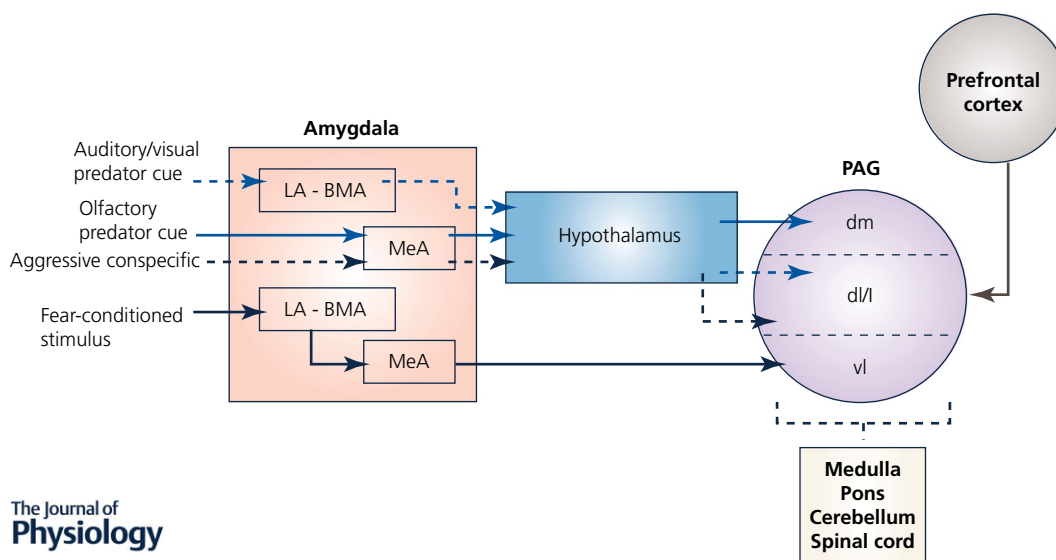 Prefrontal
cortex
Amygdala
PAG
Auditory/visual
predator cue
LA - BMA
Olfactory
predator cue
MeA
Aggressive conspecific
Hypothalamus
dm
dl/I
Fear-conditioned
stimulus
LA - BMA
MeA
vl
Medulla
Pons
Cerebellum
Spinal cord
The Journal of
Physiology